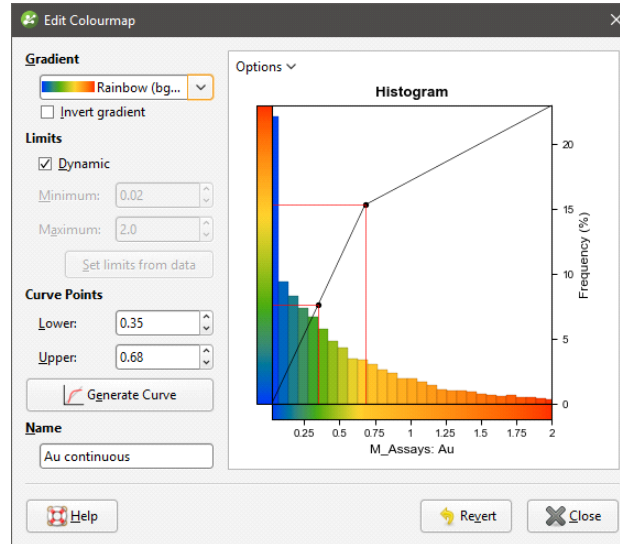 Edit Colourmap
Gradient
Rainbow (bg...
Invert gradient
Limits
Dynamic
Minimum: 0.02
Maximum: 2.0
Set limits from data
Curve Points
Lower: 0.35
Upper: 0.68
Generate Curve
Name
Au continuous
Options
Histogram
20
15
10
5
0
Frequency (%)
0.25 0.5 0.75 1 1.25 1.5 1.75 2
M_Assays: Au
Help
Revert
Close